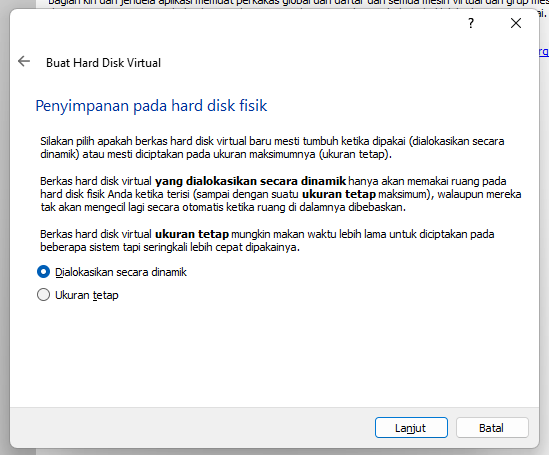 Bagian kiri dari jendela aplikasi memuat perkakas global dan daftar dari semua mesin virtual dan grup mes
ai.
?
rg
Buat Hard Disk Virtual
Penyimpanan pada hard disk fisik
Silakan pilih apakah berkas hard disk virtual baru mesti tumbuh ketika dipakai (dialokasikan secara
dinamik) atau mesti diciptakan pada ukuran maksimumnya (ukuran tetap).
Berkas hard disk virtual yang dialokasikan secara dinamik hanya akan memakai ruang pada
hard disk fisik Anda ketika terisi (sampai dengan suatu ukuran tetap maksimum), walaupun mereka
tak akan mengecil lagi secara otomatis ketika ruang di dalamnya dibebaskan.
Berkas hard disk virtual ukuran tetap mungkin makan waktu lebih lama untuk diciptakan pada
beberapa sistem tapi seringkali lebih cepat dipakainya.
Dialokasikan secara dinamik
Ukuran tetap
Lanjut
Batal